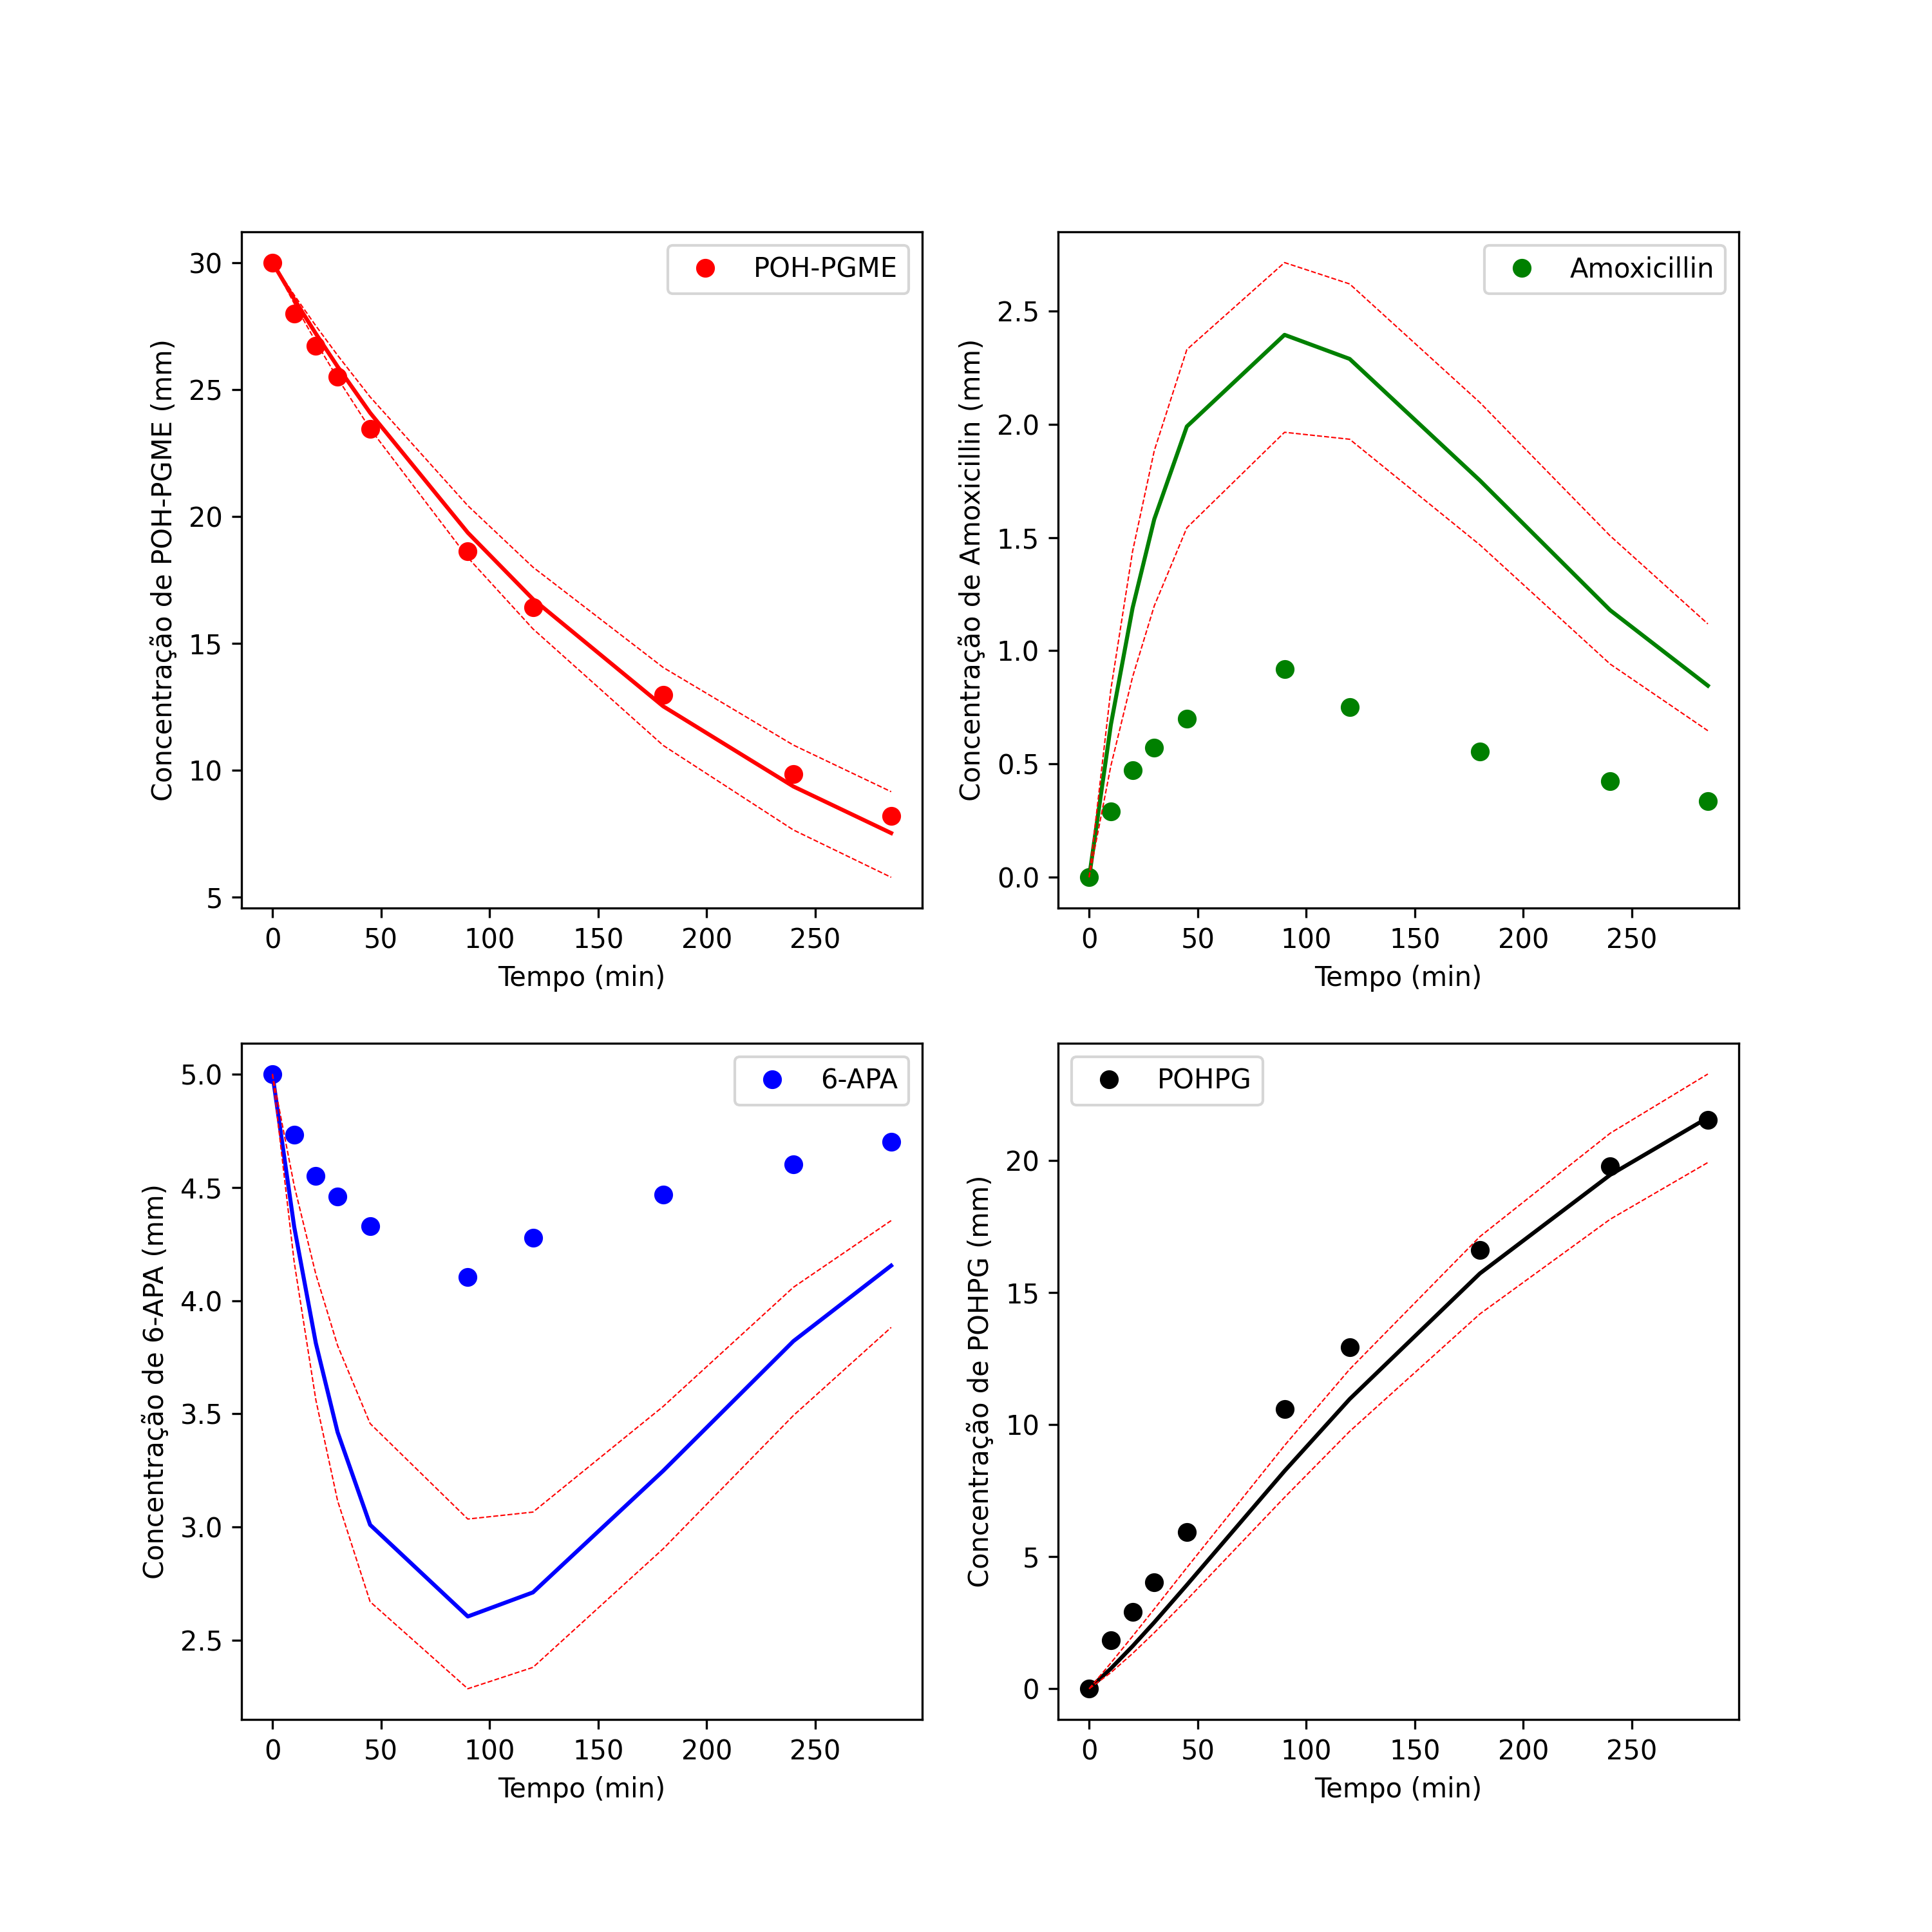 POH-PGME
Concentração de POH-PGME (mm)
30
25
20
15
10
5
0 50 100 150 200 250
Tempo (min)
Amoxicillin
Concentração de Amoxicillin (mm)
2.5
2.0
1.5
1.0
0.5
0.0
0 50 100 150 200 250
Tempo (min)
6-APA
Concentração de 6-APA (mm)
5.0
4.5
4.0
3.5
3.0
2.5
0 50 100 150 200 250
Tempo (min)
POHPG
Concentração de POHPG (mm)
20
15
10
5
0
0 50 100 150 200 250
Tempo (min)